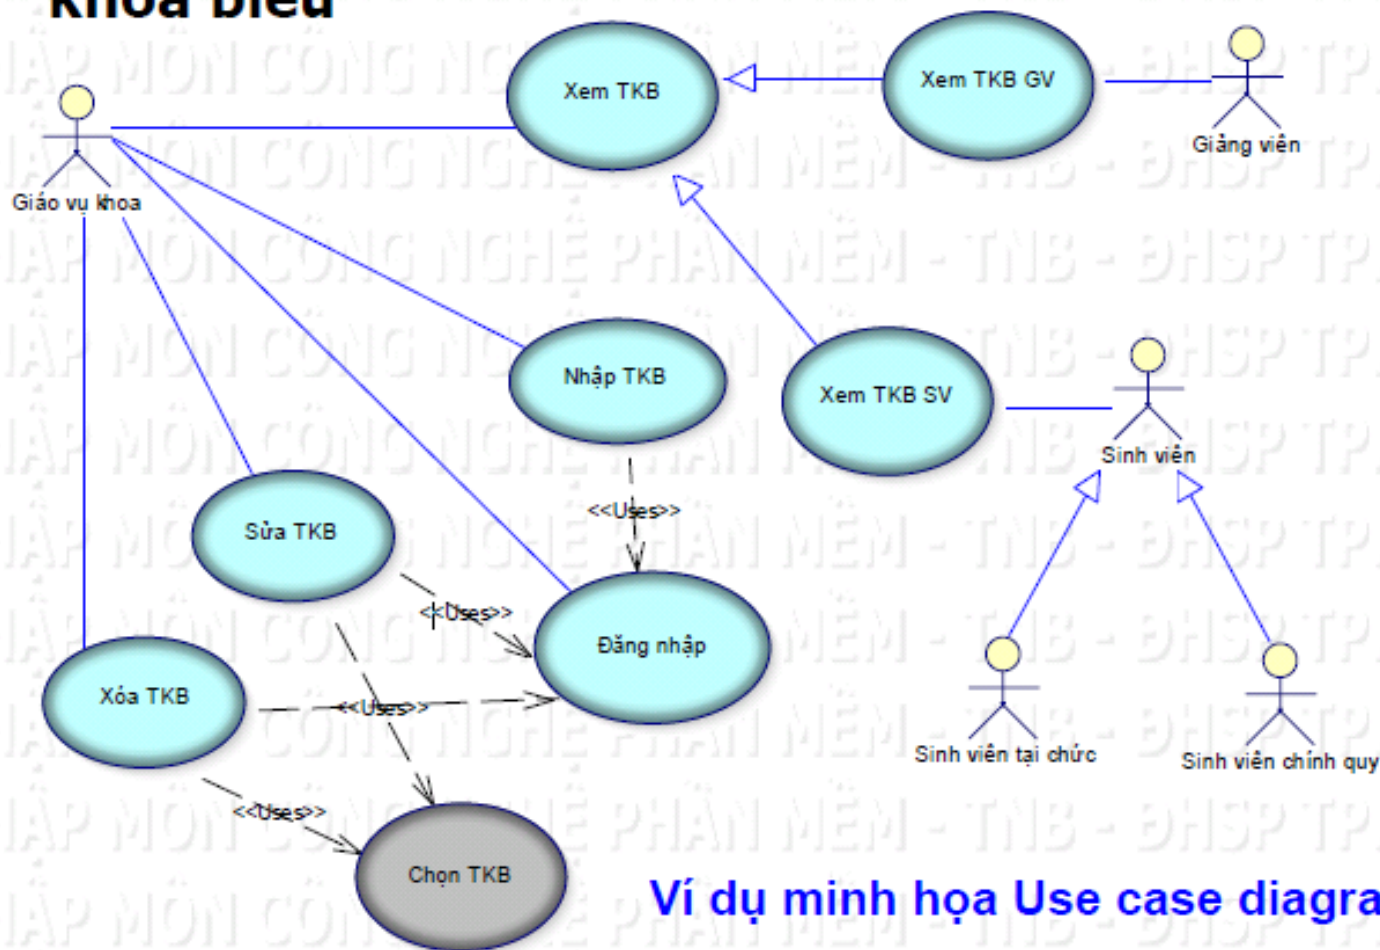 khóa biểu
Xem TKB
Xem TKB GV
Giảng viên
Giáo vụ khoa
Nhập TKB
Xem TKB SV
Sinh viên
<<Uses>>
Sửa TKB
<<Uses>>
Đăng nhập
Xóa TKB
<<Uses>>
Sinh viên tại chức
Sinh viên chính quy
<<Uses>>
Chọn TKB
Ví dụ minh họa Use case diagra